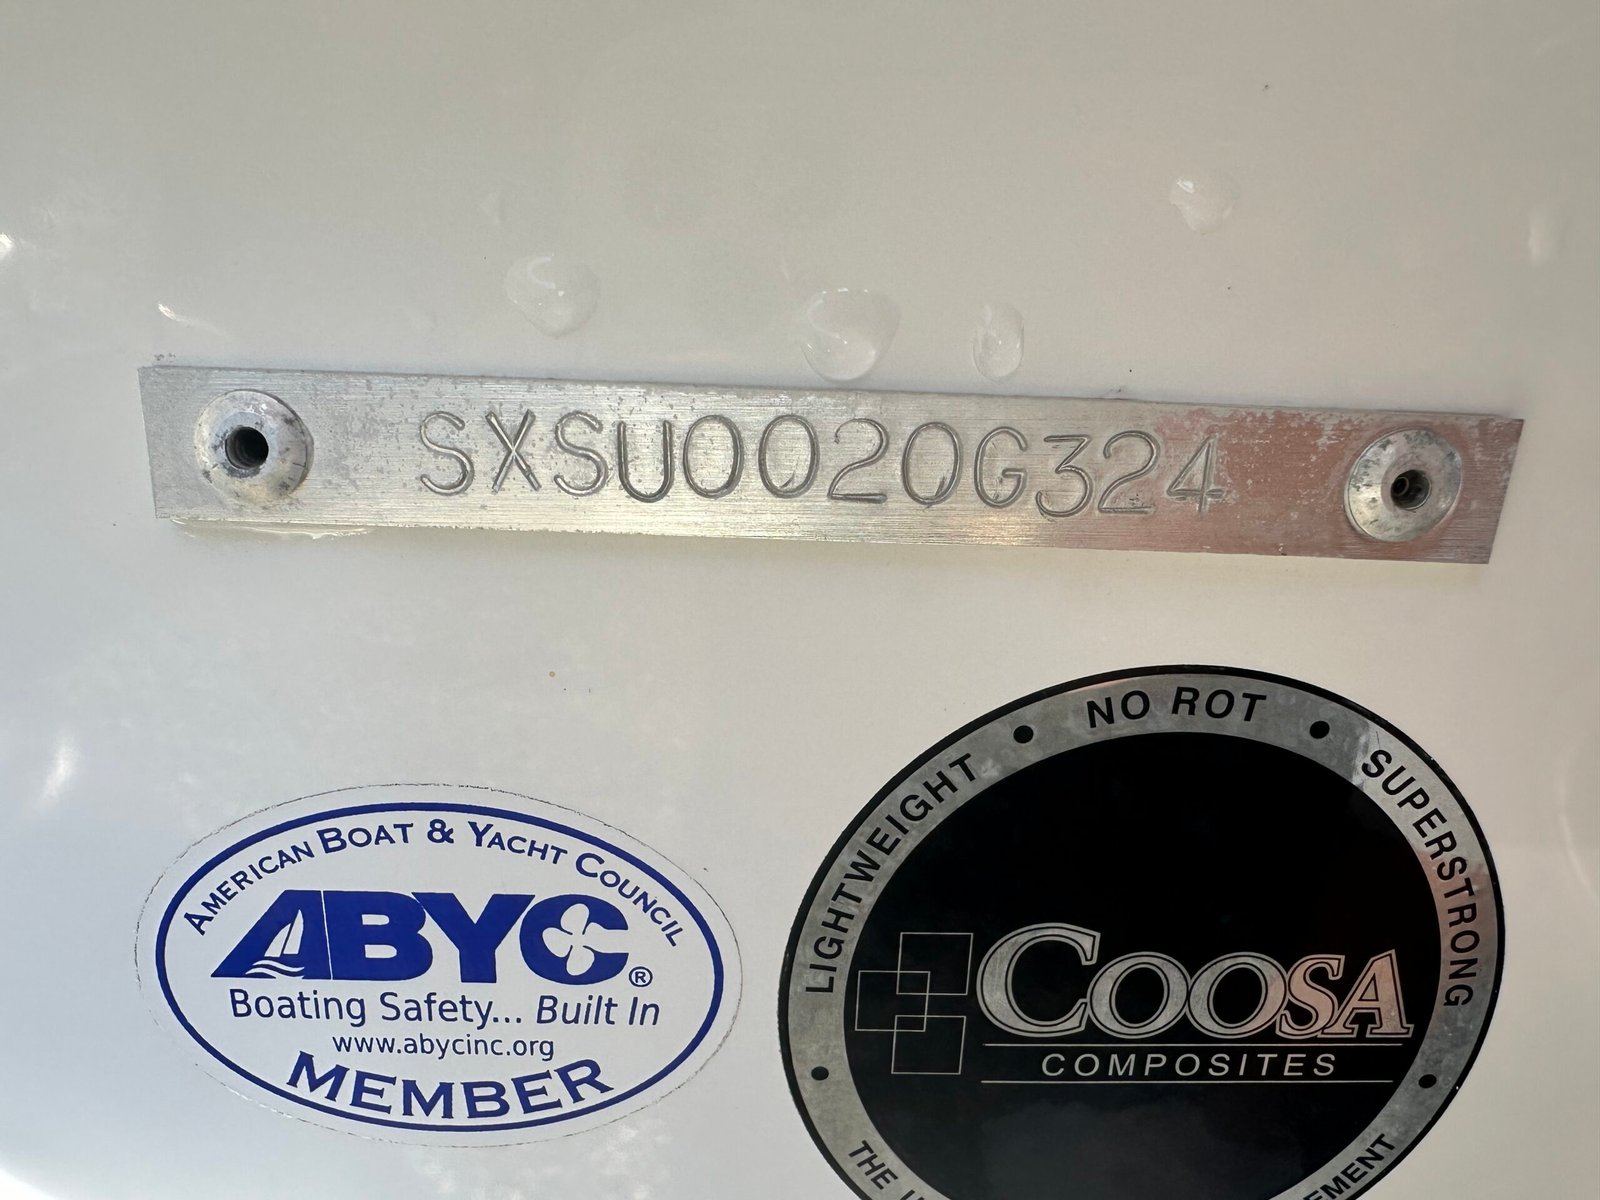 SXSU0020G324
AMERICAN BOAT & YACHT COUNCIL
ABYC®
Boating Safety... Built In
www.abycinc.org
MEMBER
LIGHTWEIGHT • NO ROT • SUPERSTRONG
COOSA
COMPOSITES
THE